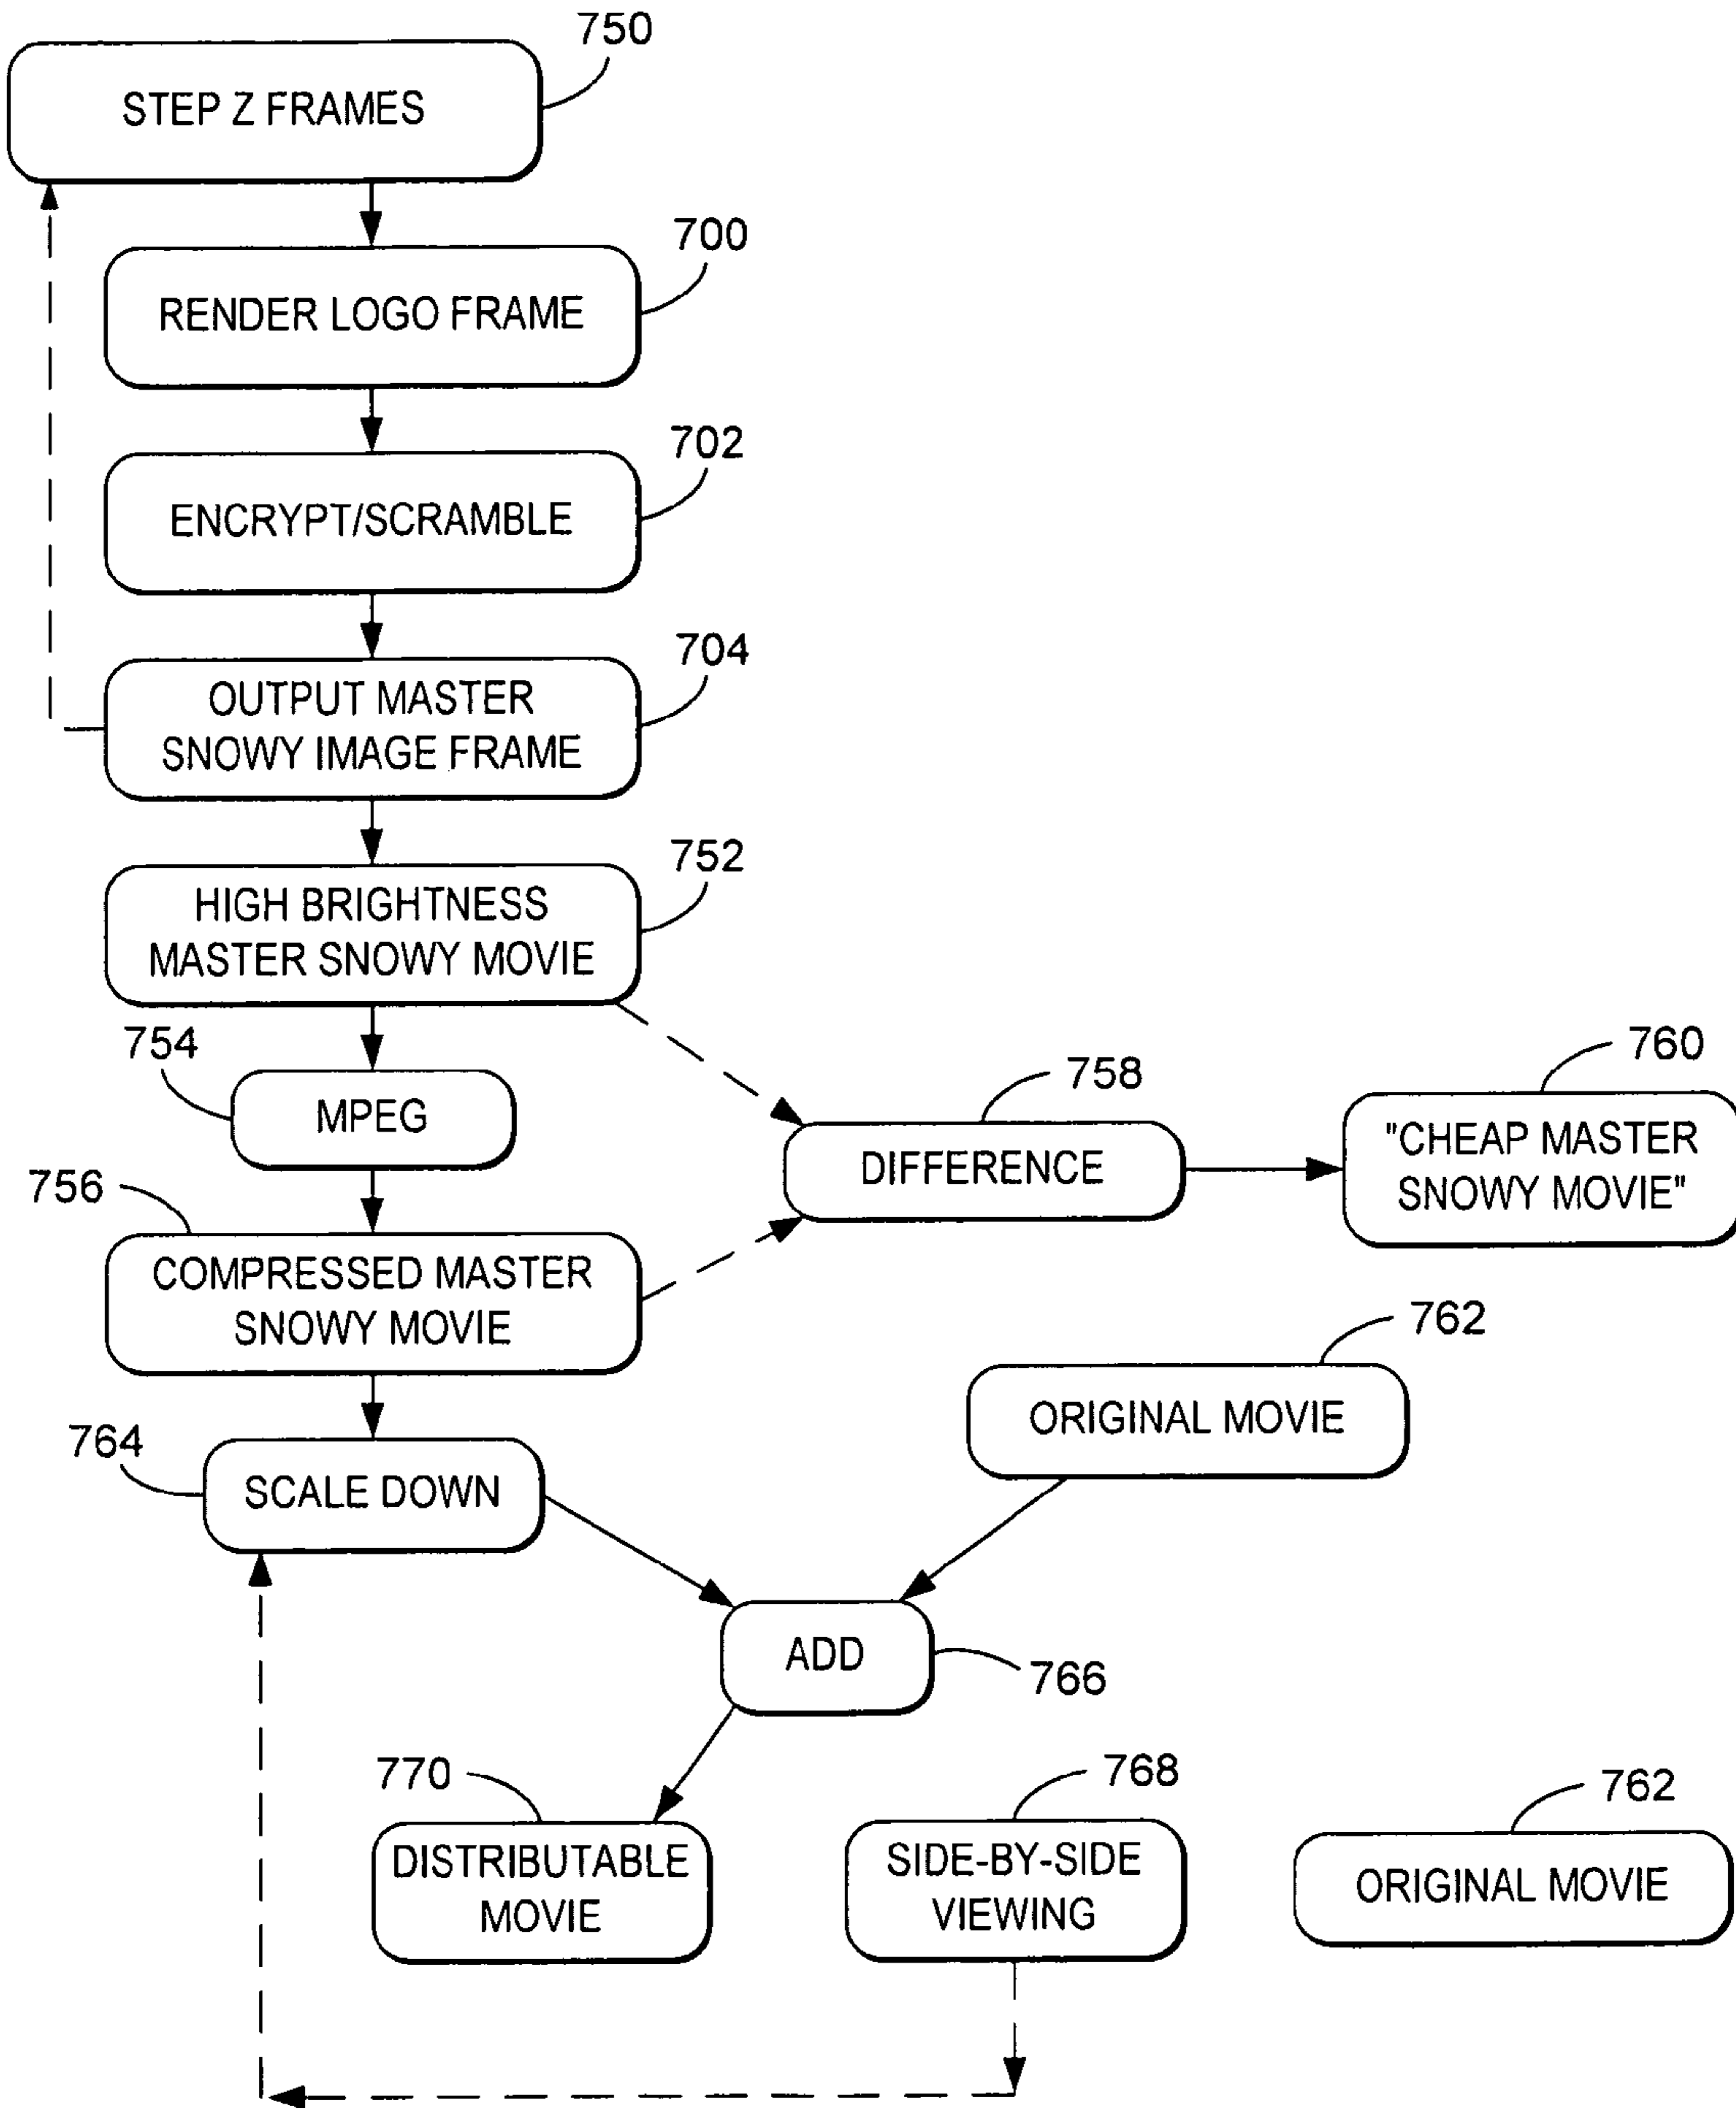 750
STEP Z FRAMES
700
RENDER LOGO FRAME
702
ENCRYPT/SCRAMBLE
704
OUTPUT MASTER
SNOWY IMAGE FRAME
752
HIGH BRIGHTNESS
MASTER SNOWY MOVIE
754
MPEG
758
DIFFERENCE
760
"CHEAP MASTER
SNOWY MOVIE"
756
COMPRESSED MASTER
SNOWY MOVIE
762
ORIGINAL MOVIE
764
SCALE DOWN
ADD
766
770
DISTRIBUTABLE
MOVIE
768
SIDE-BY-SIDE
VIEWING
762
ORIGINAL MOVIE